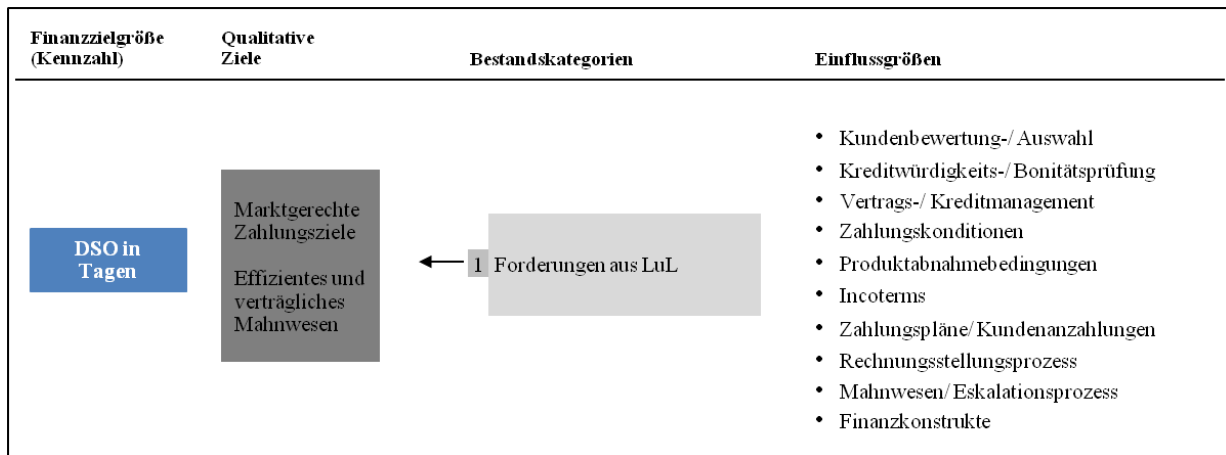 Finanzzielgröße
(Kennzahl)
Qualitative
Ziele
Bestandskategorien
Einflussgrößen
DSO in
Tagen
Marktgerechte
Zahlungsziele
Effizientes und
verträgliches
Mahnwesen
1 Forderungen aus LuL
• Kundenbewertung-/ Auswahl
• Kreditwürdigkeits-/ Bonitätsprüfung
• Vertrags-/ Kreditmanagement
• Zahlungskonditionen
• Produktabnahmebedingungen
• Incoterms
• Zahlungspläne/ Kundenanzahlungen
• Rechnungsstellungsprozess
• Mahnwesen/ Eskalationsprozess
• Finanzkonstrukte